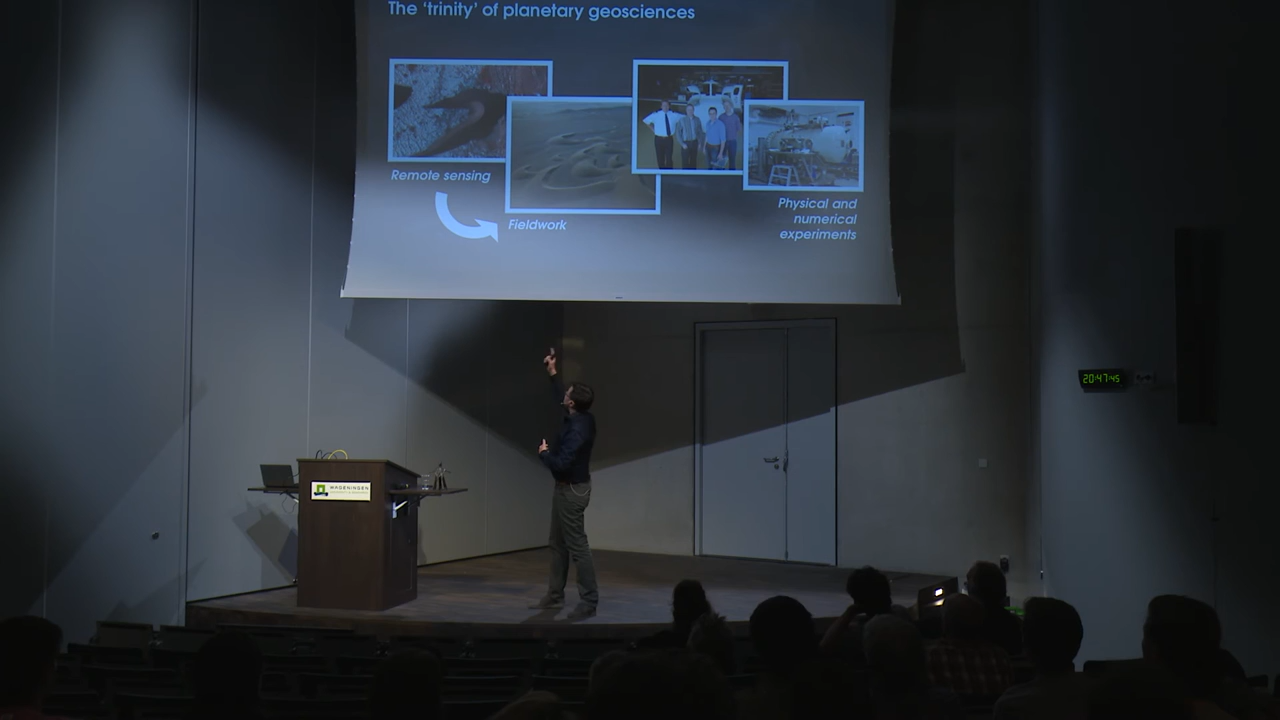 The ‘trinity’ of planetary geosciences
Remote sensing
Fieldwork
Physical and
numerical
experiments
20:47:45
WAGENINGEN